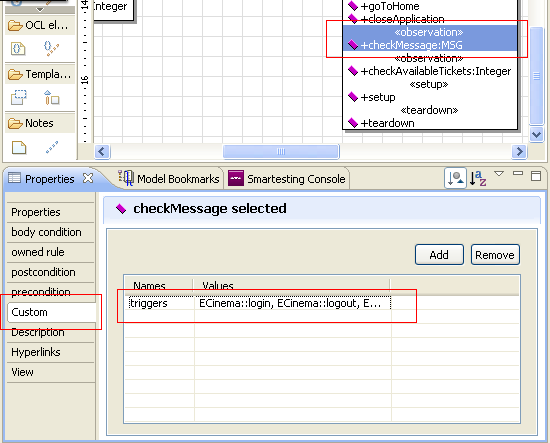 OCL el...
Templa...
Notes
14
16
Integer
+goToHome
+closeApplication
«observation»
+checkMessage:MSG
«observation»
+checkAvailableTickets:Integer
«setup»
+setup
«teardown»
+teardown
Properties
Model Bookmarks
Smartesting Console
Properties
body condition
owned rule
postcondition
precondition
Custom
Description
Hyperlinks
View
checkMessage selected
Add
Remove
Names Values
triggers ECinema::login, ECinema::logout, E...